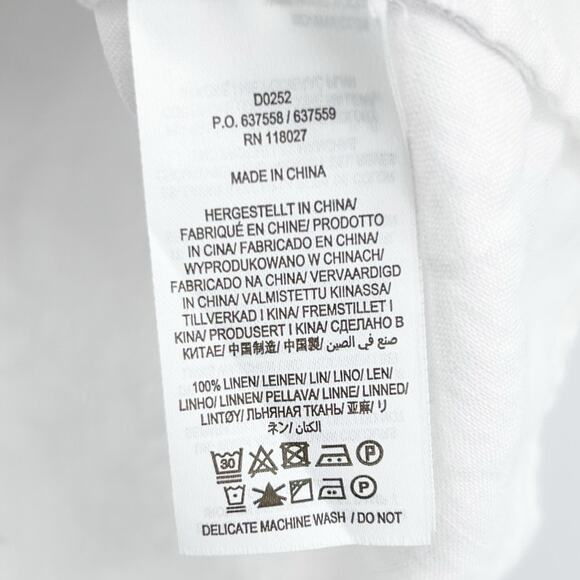 D0252
P.O. 637558 / 637559
RN 118027
MADE IN CHINA
HERGESTELLT IN CHINA/
FABRIQUÉ EN CHINE/ PRODOTTO
IN CINA/ FABRICADO EN CHINA/
WYPRODUKOWANO W CHINACH/
FABRICADO NA CHINA/ VERVAARDIGD
IN CHINA/ VALMISTETTU KIINASSA/
TILLVERKAD I KINA/ FREMSTILLET I
KINA/ PRODUSERT I KINA/ СДЕЛАНО В
КИТАЕ/ 中国制造/ 中國製/ صنع في الصين
100% LINEN/ LEINEN/ LIN/ LINO/ LEN/
LINHO/ LINNEN/ PELLAVA/ LINNE/ LINNED/
LINTØY/ ЛЬНЯНАЯ ТКАНЬ/ 亚麻/ リ
ネン/ الكتان/
30 P
P
DELICATE MACHINE WASH / DO NOT